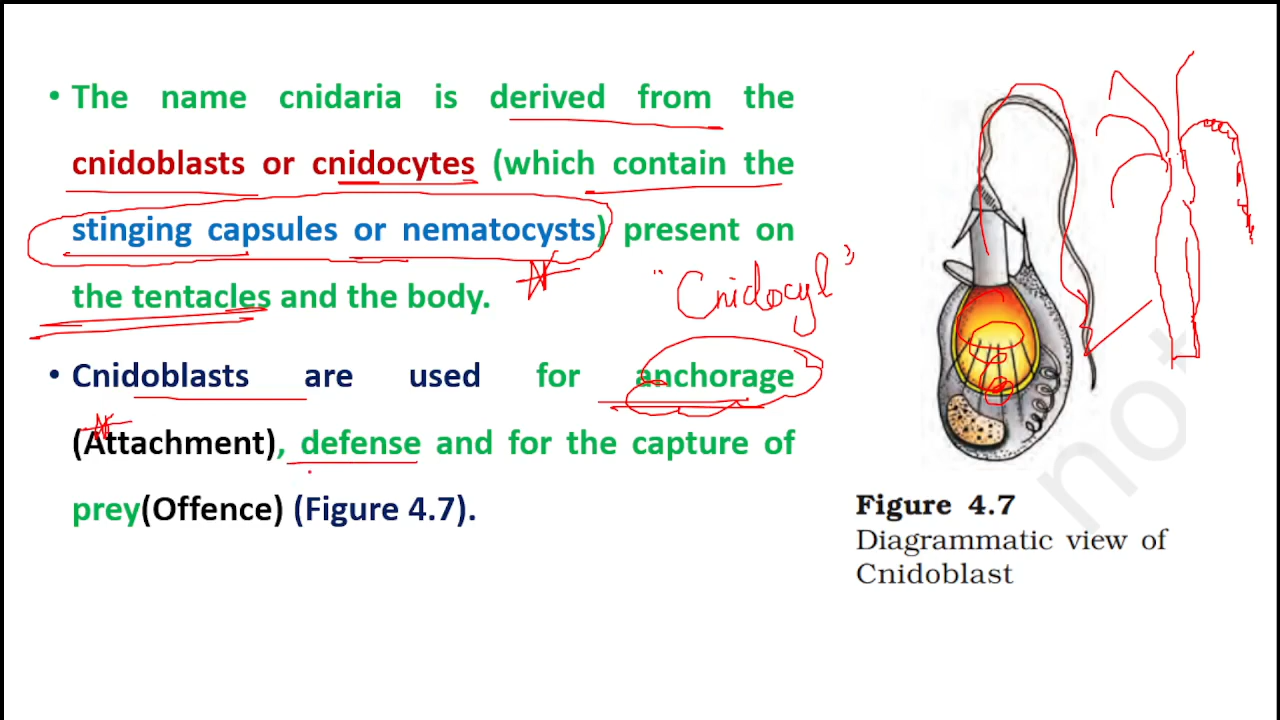 • The name cnidaria is derived from the
cnidoblasts or cnidocytes (which contain the
stinging capsules or nematocysts) present on
the tentacles and the body.
"Cnidocyl"
• Cnidoblasts are used for anchorage
(Attachment), defense and for the capture of
prey(Offence) (Figure 4.7).
not
Figure 4.7
Diagrammatic view of
Cnidoblast